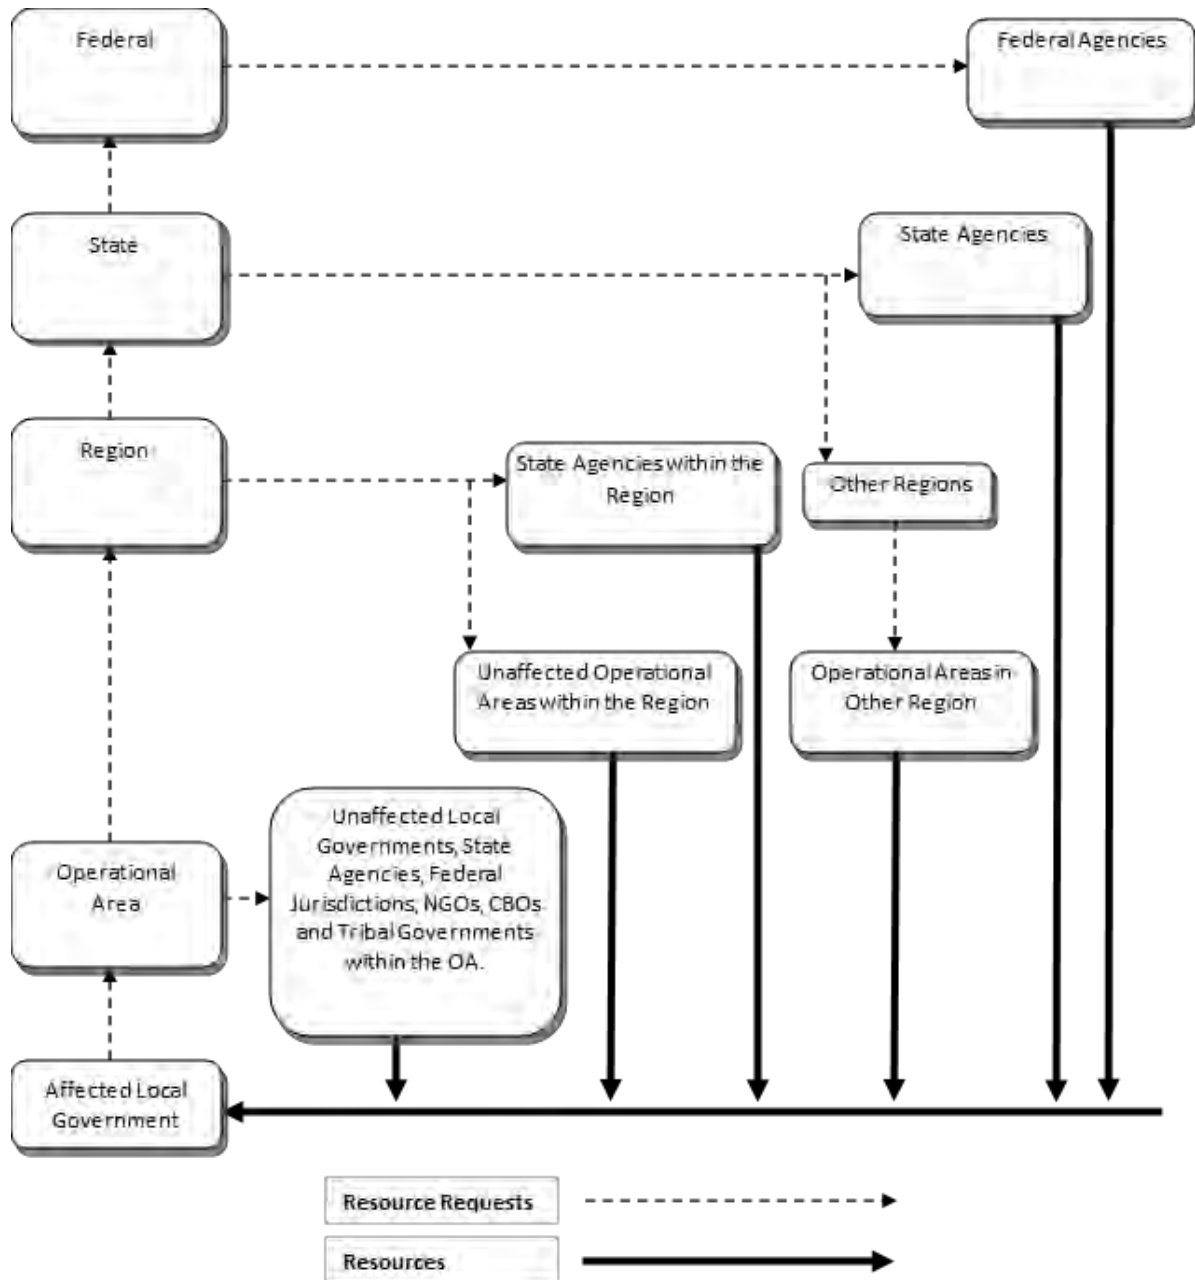 Federal
Federal Agencies
State
State Agencies
Region
State Agencies within the
Region
Other Regions
Unaffected Operational
Areas within the Region
Operational Areas in
Other Region
Unaffected Local
Governments, State
Agencies, Federal
Jurisdictions, NGOs, CBOs
and Tribal Governments
within the OA.
Operational
Area
Affected Local
Government
Resource Requests
Resources